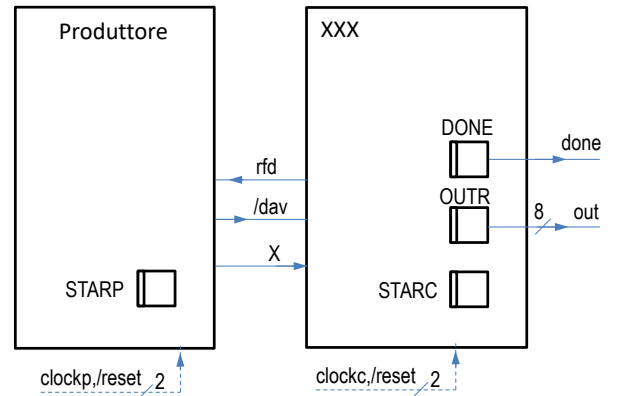 Produttore
XXX
DONE
done
rfd
/dav
OUTR
8
out
X
STARP
STARC
clockp,/reset
2
clockc,/reset
2